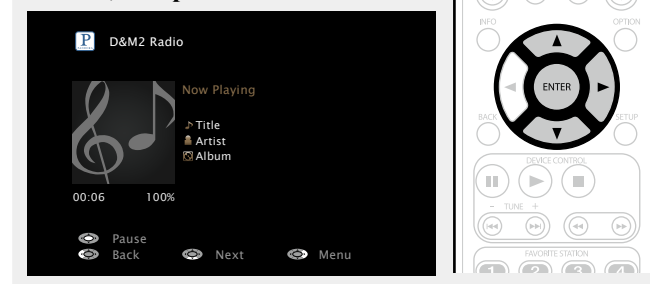 P D&M2 Radio
Now Playing
Title
Artist
Album
00:06 100%
Pause
Back Next Menu
INFO OPTION
ENTER
BACK SETUP
DEVICE CONTROL
- TUNE +
FAVORITE STATION
1 2 3 4